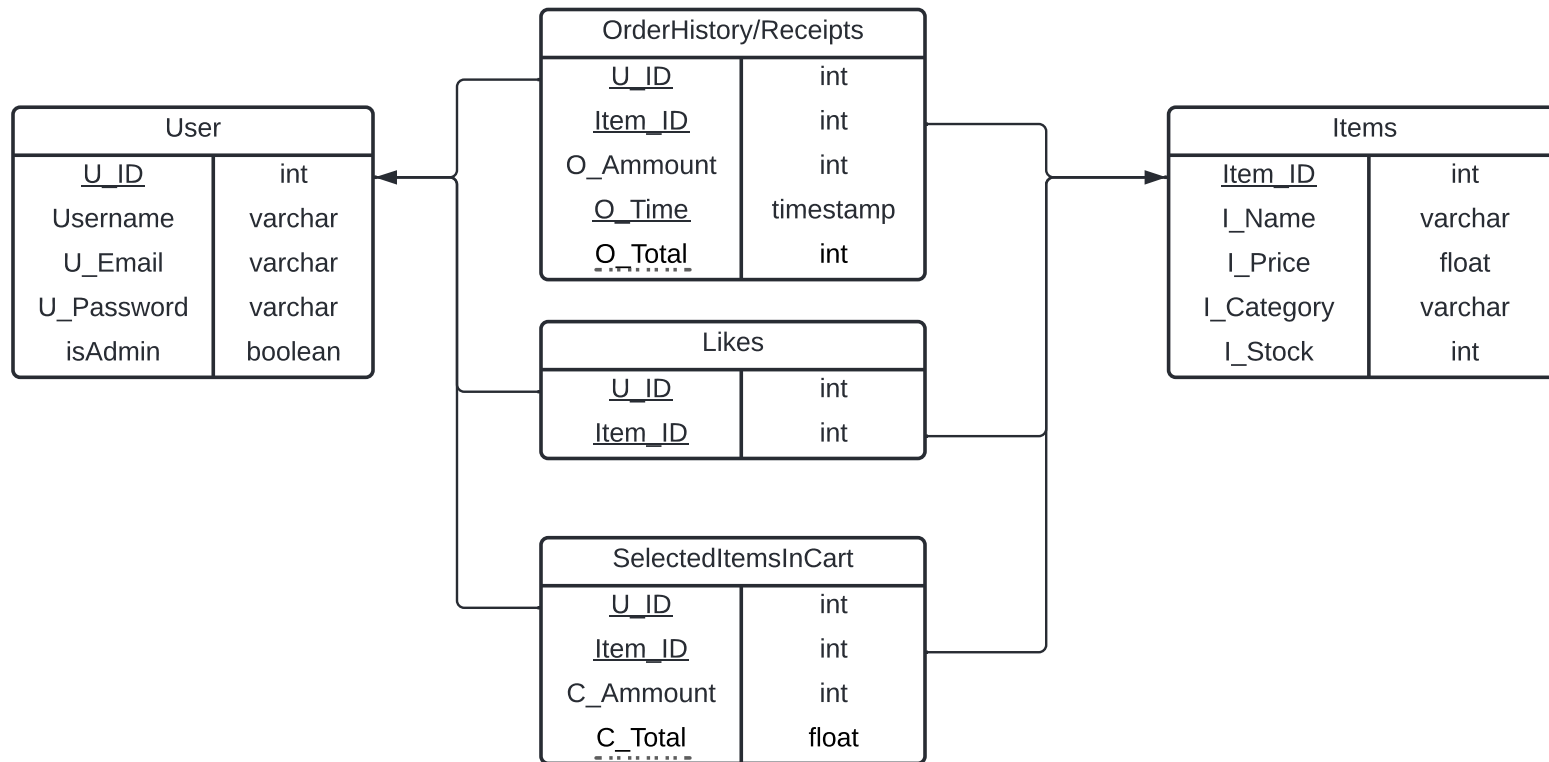 User
U_ID int
Username varchar
U_Email varchar
U_Password varchar
isAdmin boolean
OrderHistory/Receipts
U_ID int
Item_ID int
O_Ammount int
O_Time timestamp
O_Total int
Likes
U_ID int
Item_ID int
SelectedItemsInCart
U_ID int
Item_ID int
C_Ammount int
C_Total float
Items
Item_ID int
I_Name varchar
I_Price float
I_Category varchar
I_Stock int